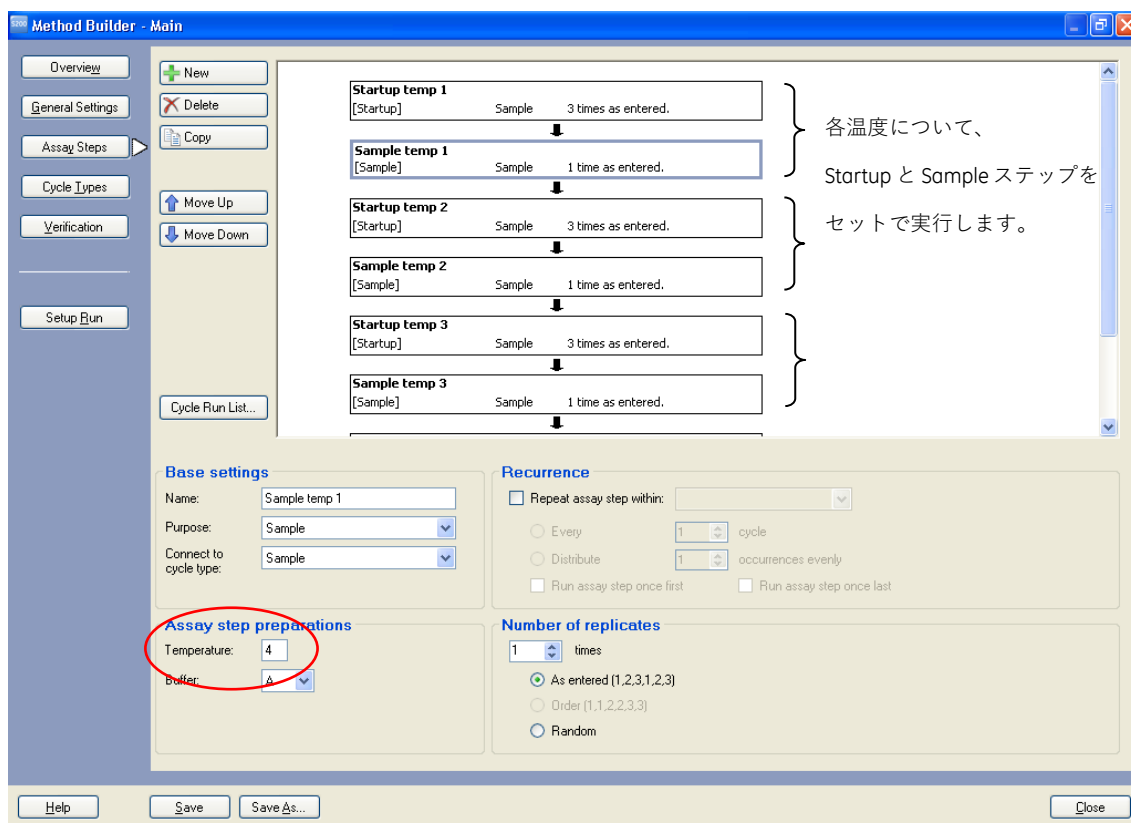 S200 Method Builder - Main
Overview
General Settings
Assay Steps
Cycle Types
Verification
Setup Run
New
Delete
Copy
Move Up
Move Down
Cycle Run List...
Startup temp 1
[Startup] Sample 3 times as entered.
Sample temp 1
[Sample] Sample 1 time as entered.
Startup temp 2
[Startup] Sample 3 times as entered.
Sample temp 2
[Sample] Sample 1 time as entered.
Startup temp 3
[Startup] Sample 3 times as entered.
Sample temp 3
[Sample] Sample 1 time as entered.
各温度について、
Startup と Sample ステップを
セットで実行します。
Base settings
Name: Sample temp 1
Purpose: Sample
Connect to
cycle type: Sample
Recurrence
Repeat assay step within:
Every 1 cycle
Distribute 1 occurrences evenly
Run assay step once first Run assay step once last
Assay step preparations
Temperature: 4
Buffer: A
Number of replicates
1 times
As entered (1,2,3,1,2,3)
Order (1,1,2,2,3,3)
Random
Help
Save
Save As...
Close